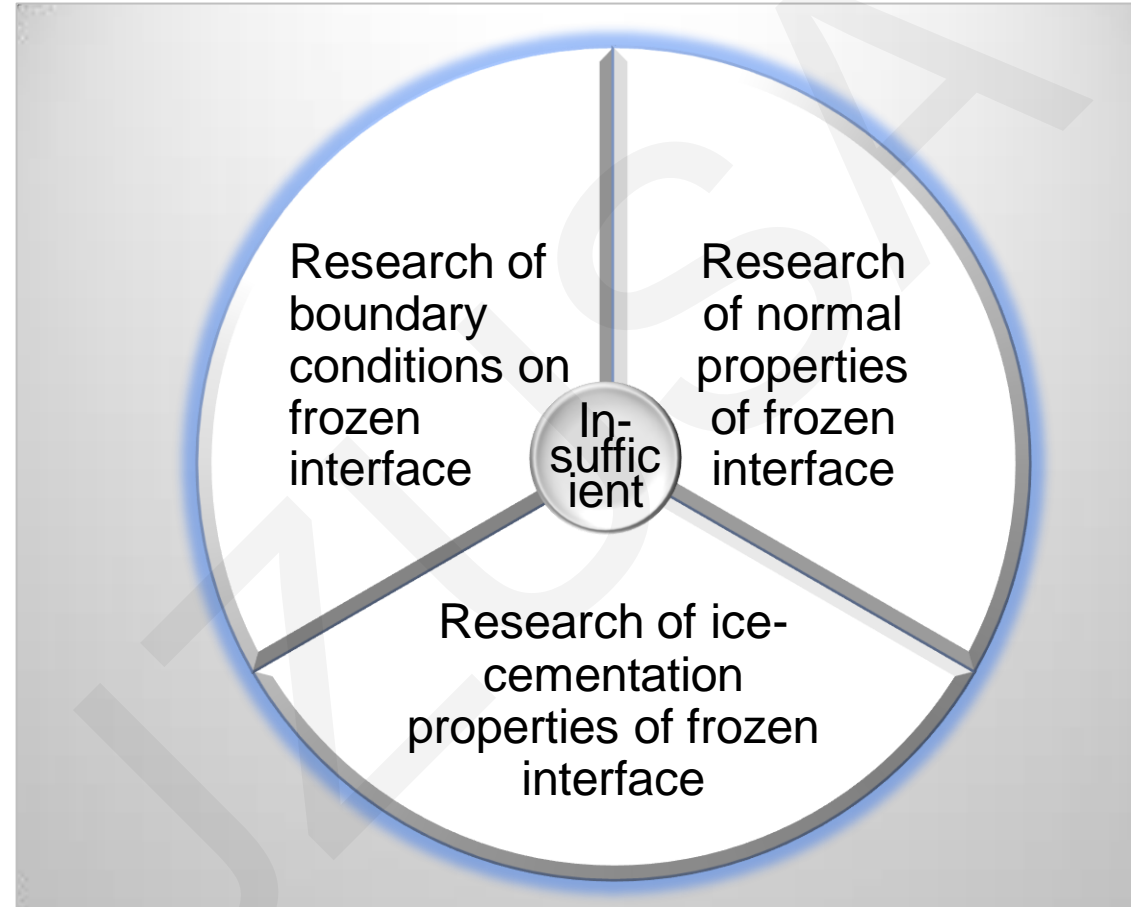 Research of
boundary
conditions on
frozen
interface
Research
of normal
properties
of frozen
interface
In-
suffic
ient
Research of ice-
cementation
properties of frozen
interface
JZUSA